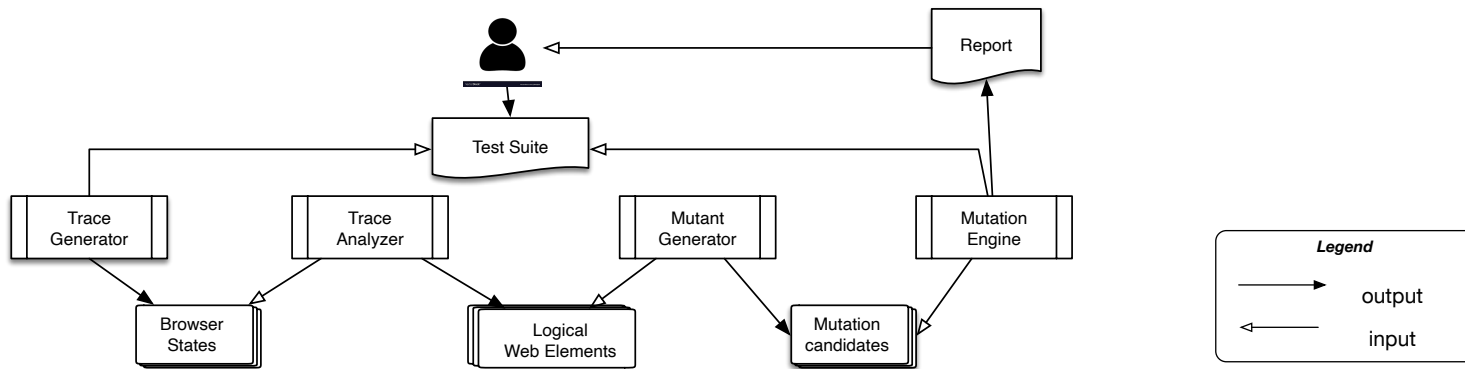 Report
Test Suite
Trace
Generator
Trace
Analyzer
Mutant
Generator
Mutation
Engine
Browser
States
Logical
Web Elements
Mutation
candidates
Legend
output
input